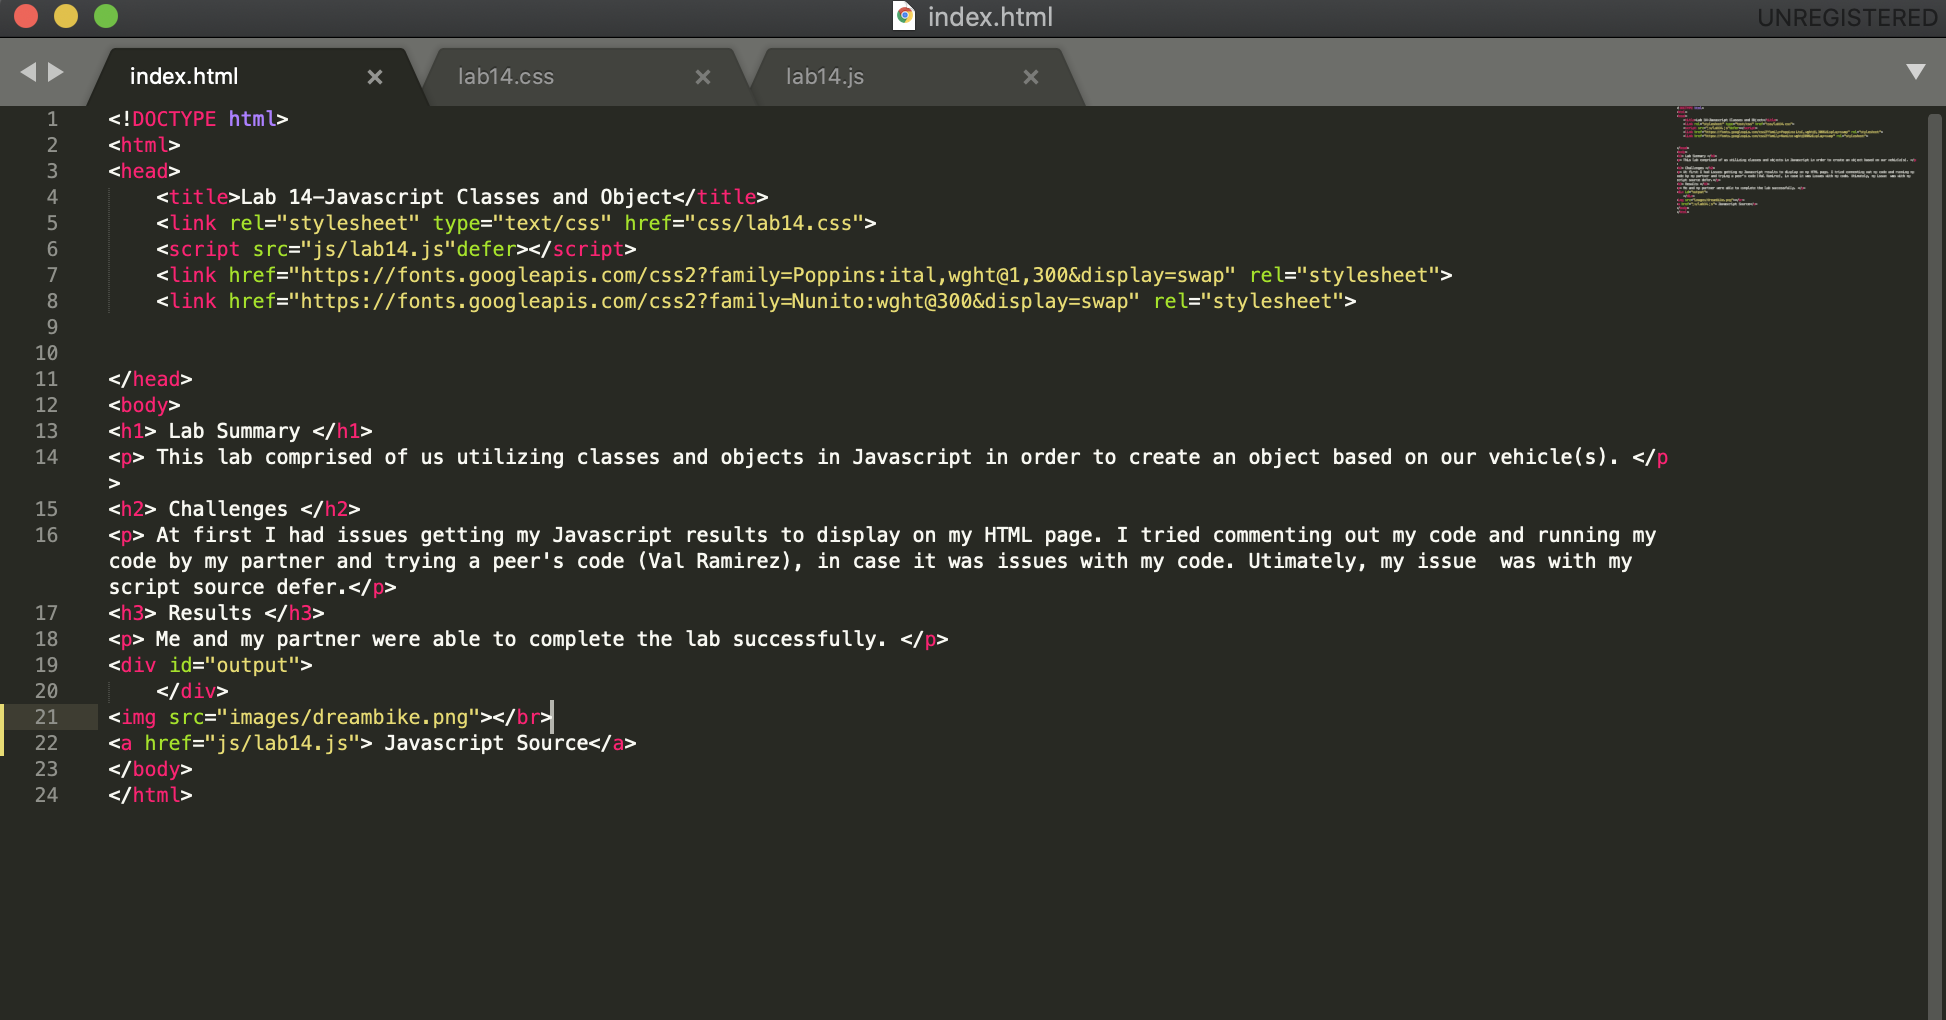 index.html
UNREGISTERED
index.html × lab14.css × lab14.js ×
1 <!DOCTYPE html>
2 <html>
3 <head>
4 <title>Lab 14-Javascript Classes and Object</title>
5 <link rel="stylesheet" type="text/css" href="css/lab14.css">
6 <script src="js/lab14.js"defer></script>
7 <link href="https://fonts.googleapis.com/css2?family=Poppins:ital,wght@1,300&display=swap" rel="stylesheet">
8 <link href="https://fonts.googleapis.com/css2?family=Nunito:wght@300&display=swap" rel="stylesheet">
9
10
11 </head>
12 <body>
13 <h1> Lab Summary </h1>
14 <p> This lab comprised of us utilizing classes and objects in Javascript in order to create an object based on our vehicle(s). </p
>
15 <h2> Challenges </h2>
16 <p> At first I had issues getting my Javascript results to display on my HTML page. I tried commenting out my code and running my
code by my partner and trying a peer's code (Val Ramirez), in case it was issues with my code. Utimately, my issue  was with my
script source defer.</p>
17 <h3> Results </h3>
18 <p> Me and my partner were able to complete the lab successfully. </p>
19 <div id="output">
20 </div>
21 <img src="images/dreambike.png"></br>
22 <a href="js/lab14.js"> Javascript Source</a>
23 </body>
24 </html>